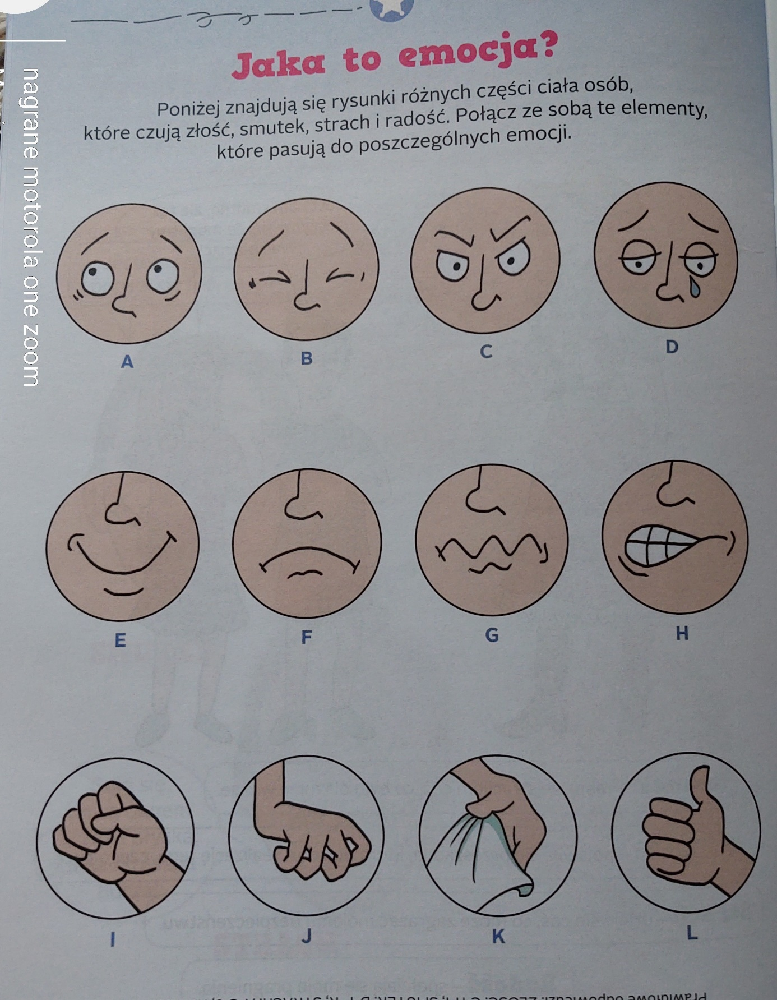 Jaka to emocja?
Poniżej znajdują się rysunki różnych części ciała osób,
które czują złość, smutek, strach i radość. Połącz ze sobą te elementy,
które pasują do poszczególnych emocji.
A
B
C
D
E
F
G
H
I
J
K
L
nagrane motorola one zoom